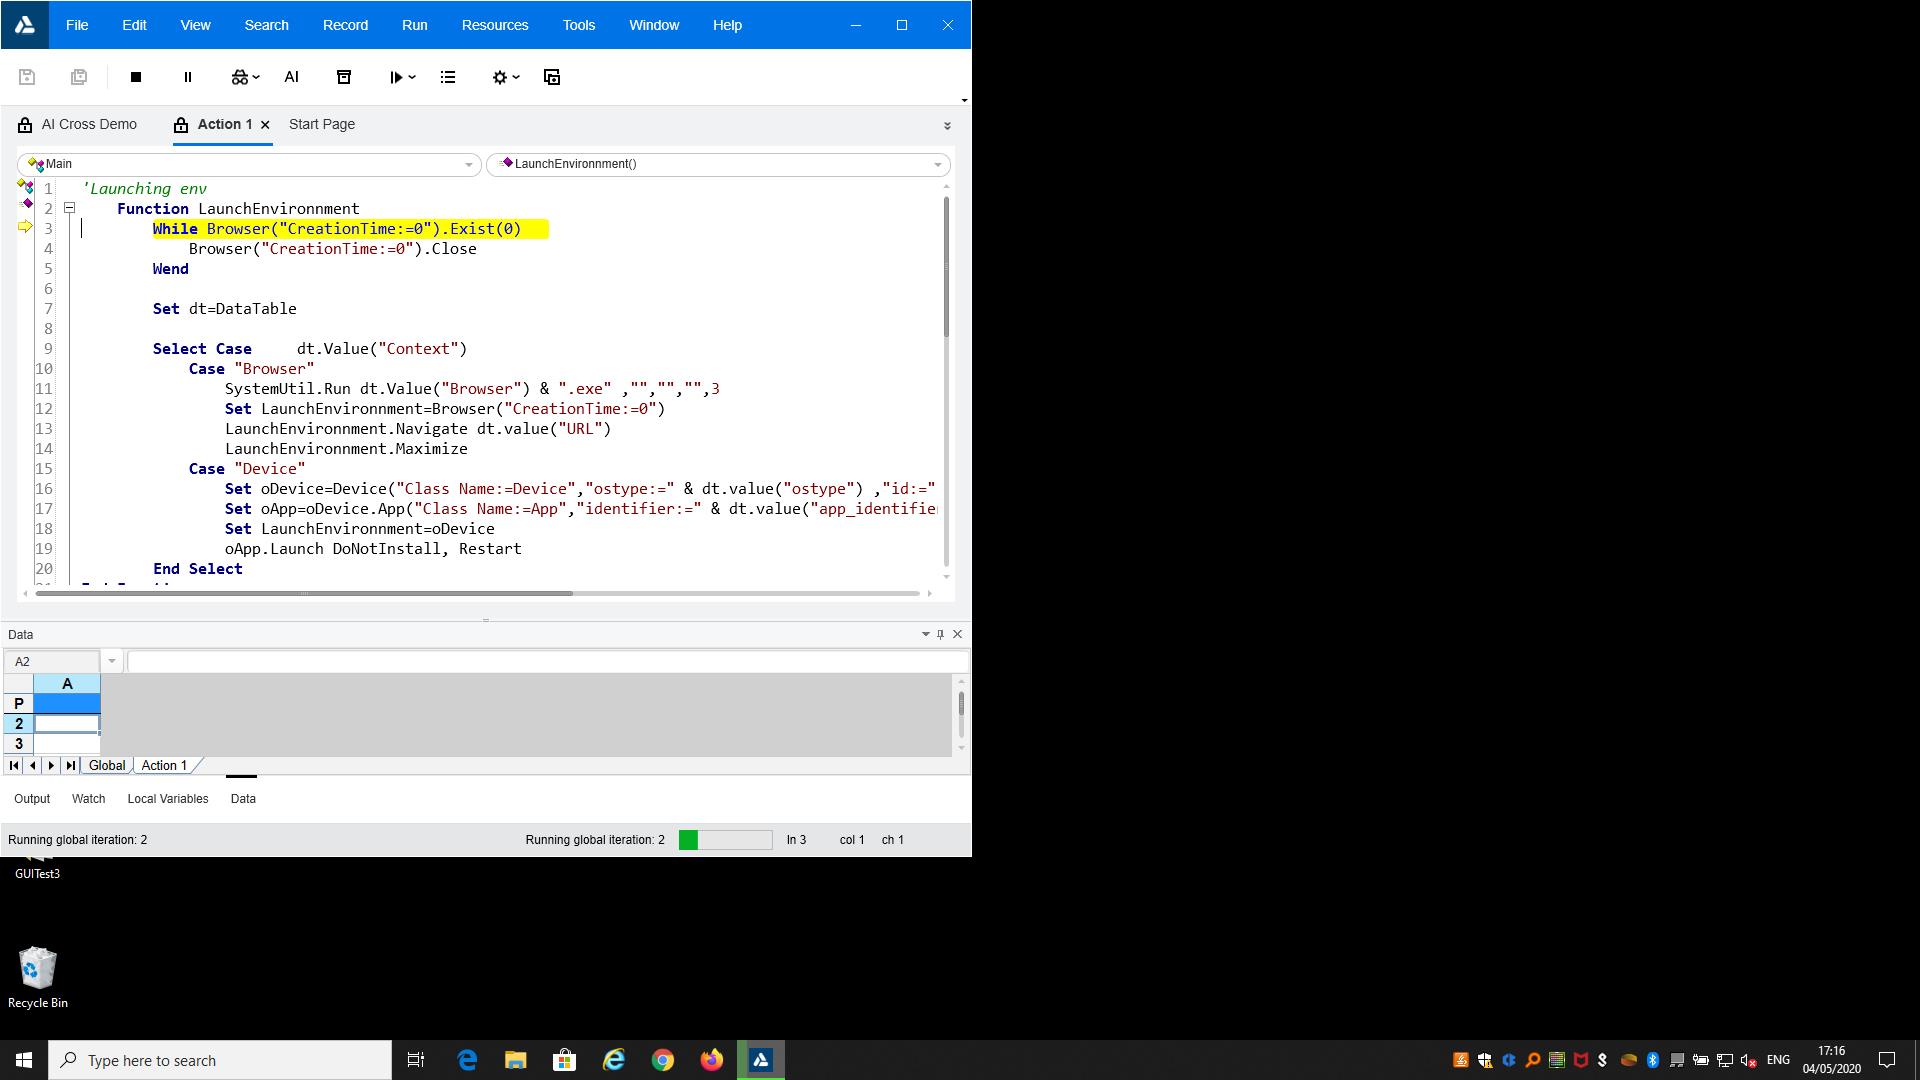 File Edit View Search Record Run Resources Tools Window Help
AI
AI Cross Demo Action 1 Start Page
Main LaunchEnvironnment()
1 'Launching env
2 Function LaunchEnvironnment
3 While Browser("CreationTime:=0").Exist(0)
4 Browser("CreationTime:=0").Close
5 Wend
6
7 Set dt=DataTable
8
9 Select Case dt.Value("Context")
10 Case "Browser"
11 SystemUtil.Run dt.Value("Browser") & ".exe" ,"","","",3
12 Set LaunchEnvironnment=Browser("CreationTime:=0")
13 LaunchEnvironnment.Navigate dt.value("URL")
14 LaunchEnvironnment.Maximize
15 Case "Device"
16 Set oDevice=Device("Class Name:=Device","ostype:=" & dt.value("ostype") ,"id:="
17 Set oApp=oDevice.App("Class Name:=App","identifier:=" & dt.value("app_identifie
18 Set LaunchEnvironnment=oDevice
19 oApp.Launch DoNotInstall, Restart
20 End Select
Data
A2
A
P
2
3
Global Action 1
Output Watch Local Variables Data
Running global iteration: 2 Running global iteration: 2 ln 3 col 1 ch 1
GUITest3
Recycle Bin
Type here to search
ENG
17:16
04/05/2020